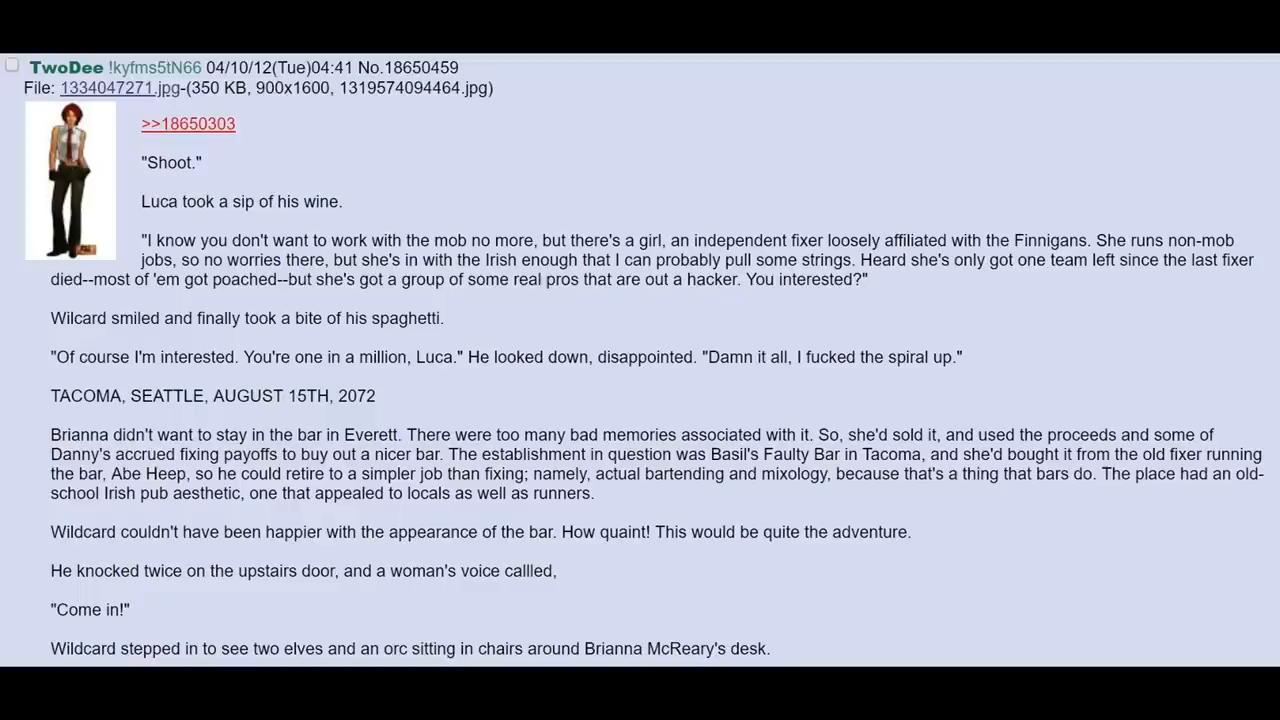 TwoDee !kyfms5tN66 04/10/12(Tue)04:41 No.18650459
File: 1334047271.jpg-(350 KB, 900x1600, 1319574094464.jpg)
>>18650303
"Shoot."
Luca took a sip of his wine.
"I know you don't want to work with the mob no more, but there's a girl, an independent fixer loosely affiliated with the Finnigans. She runs non-mob
jobs, so no worries there, but she's in with the Irish enough that I can probably pull some strings. Heard she's only got one team left since the last fixer
died--most of 'em got poached--but she's got a group of some real pros that are out a hacker. You interested?"
Wilcard smiled and finally took a bite of his spaghetti.
"Of course I'm interested. You're one in a million, Luca." He looked down, disappointed. "Damn it all, I fucked the spiral up."
TACOMA, SEATTLE, AUGUST 15TH, 2072
Brianna didn't want to stay in the bar in Everett. There were too many bad memories associated with it. So, she'd sold it, and used the proceeds and some of
Danny's accrued fixing payoffs to buy out a nicer bar. The establishment in question was Basil's Faulty Bar in Tacoma, and she'd bought it from the old fixer running
the bar, Abe Heep, so he could retire to a simpler job than fixing; namely, actual bartending and mixology, because that's a thing that bars do. The place had an old-
school Irish pub aesthetic, one that appealed to locals as well as runners.
Wildcard couldn't have been happier with the appearance of the bar. How quaint! This would be quite the adventure.
He knocked twice on the upstairs door, and a woman's voice callled,
"Come in!"
Wildcard stepped in to see two elves and an orc sitting in chairs around Brianna McReary's desk.